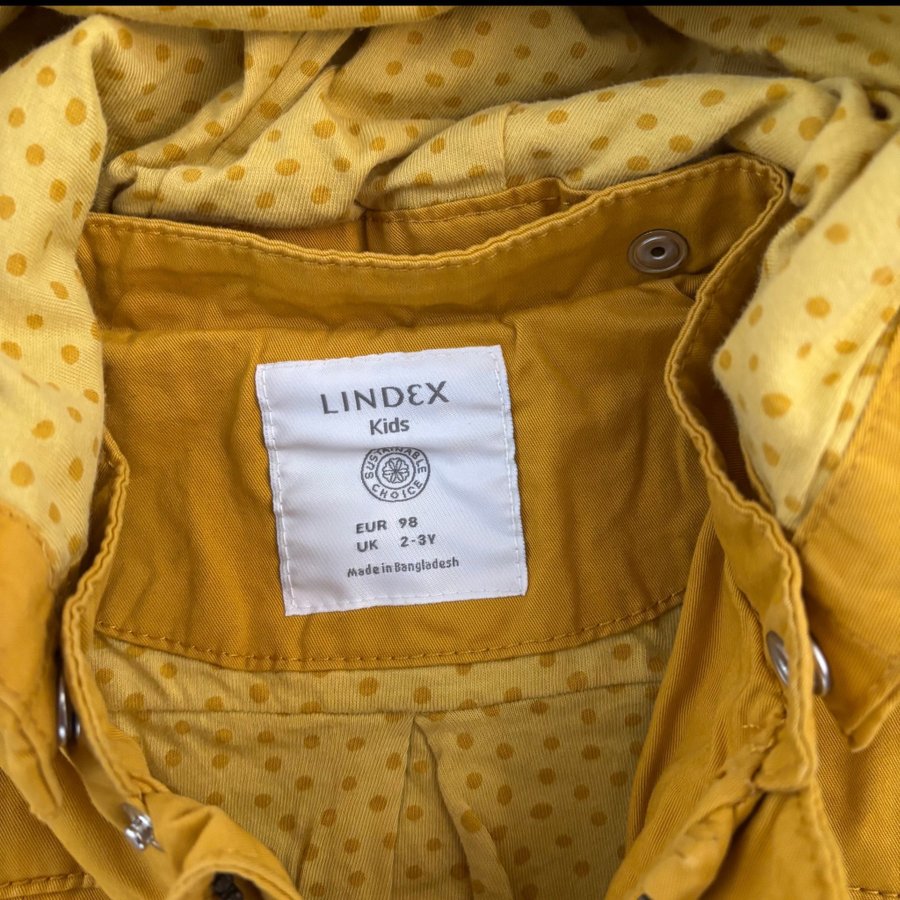 LINDEX
Kids
SUSTAINABLE
CHOICE
EUR 98
UK 2-3Y
Made in Bangladesh